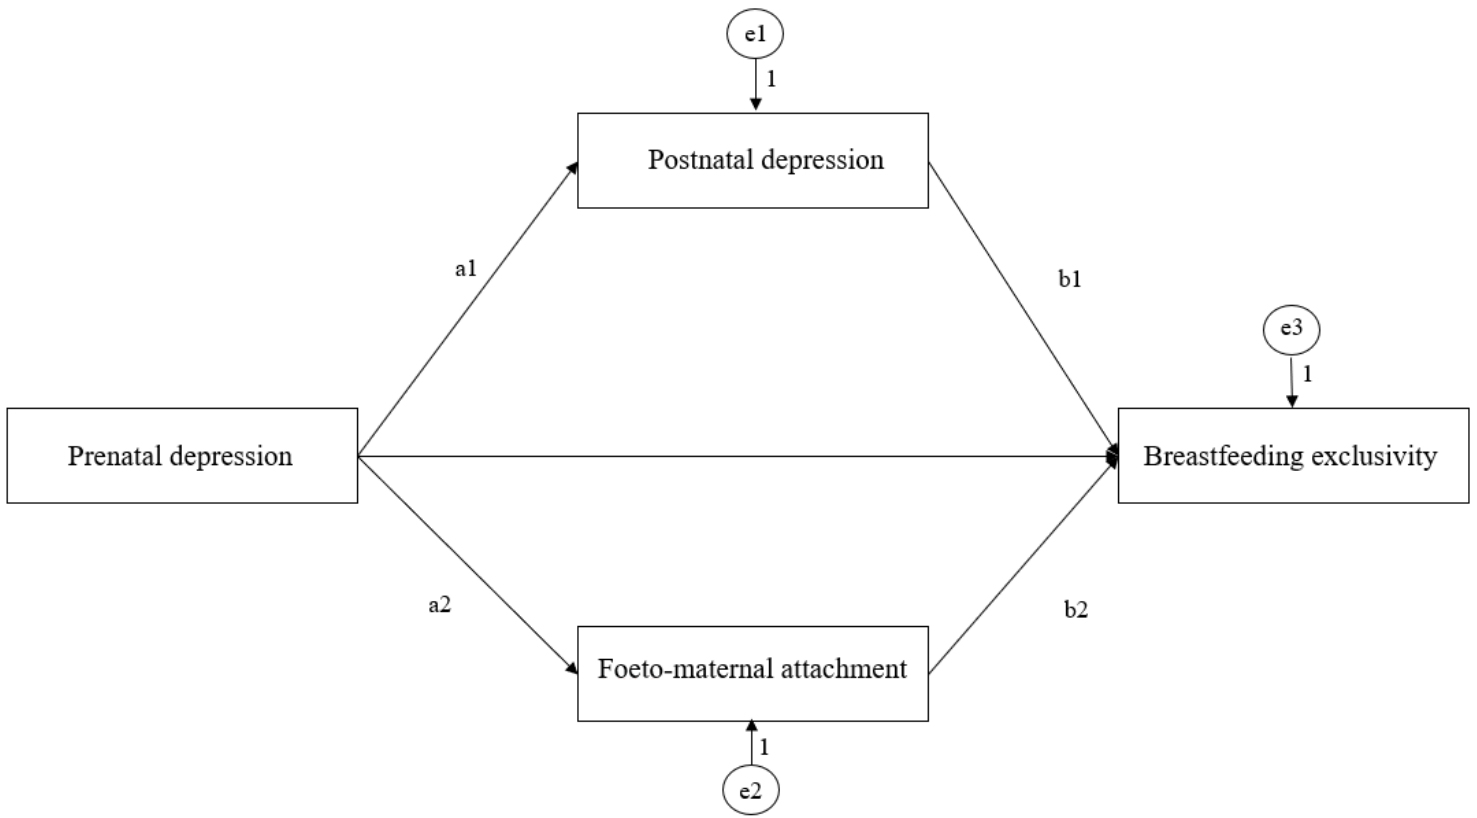 e1
1
Postnatal depression
a1
b1
e3
1
Prenatal depression
Breastfeeding exclusivity
a2
b2
Foeto-maternal attachment
1
e2